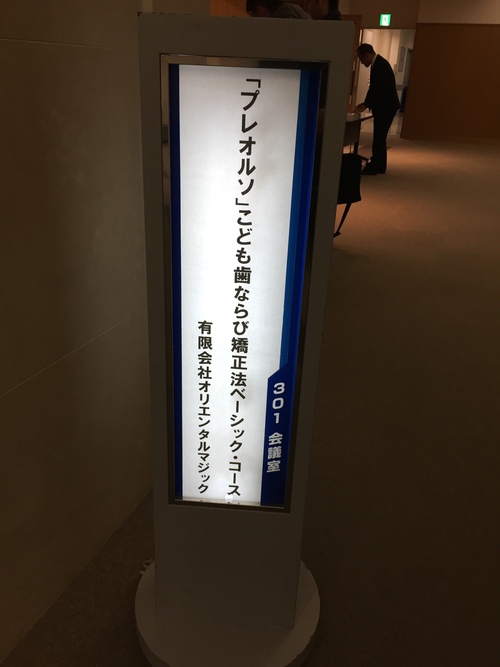 「プレオルソ」こども歯ならび矯正法ベーシック・コース
有限会社オリエンタルマジック
301 会議室